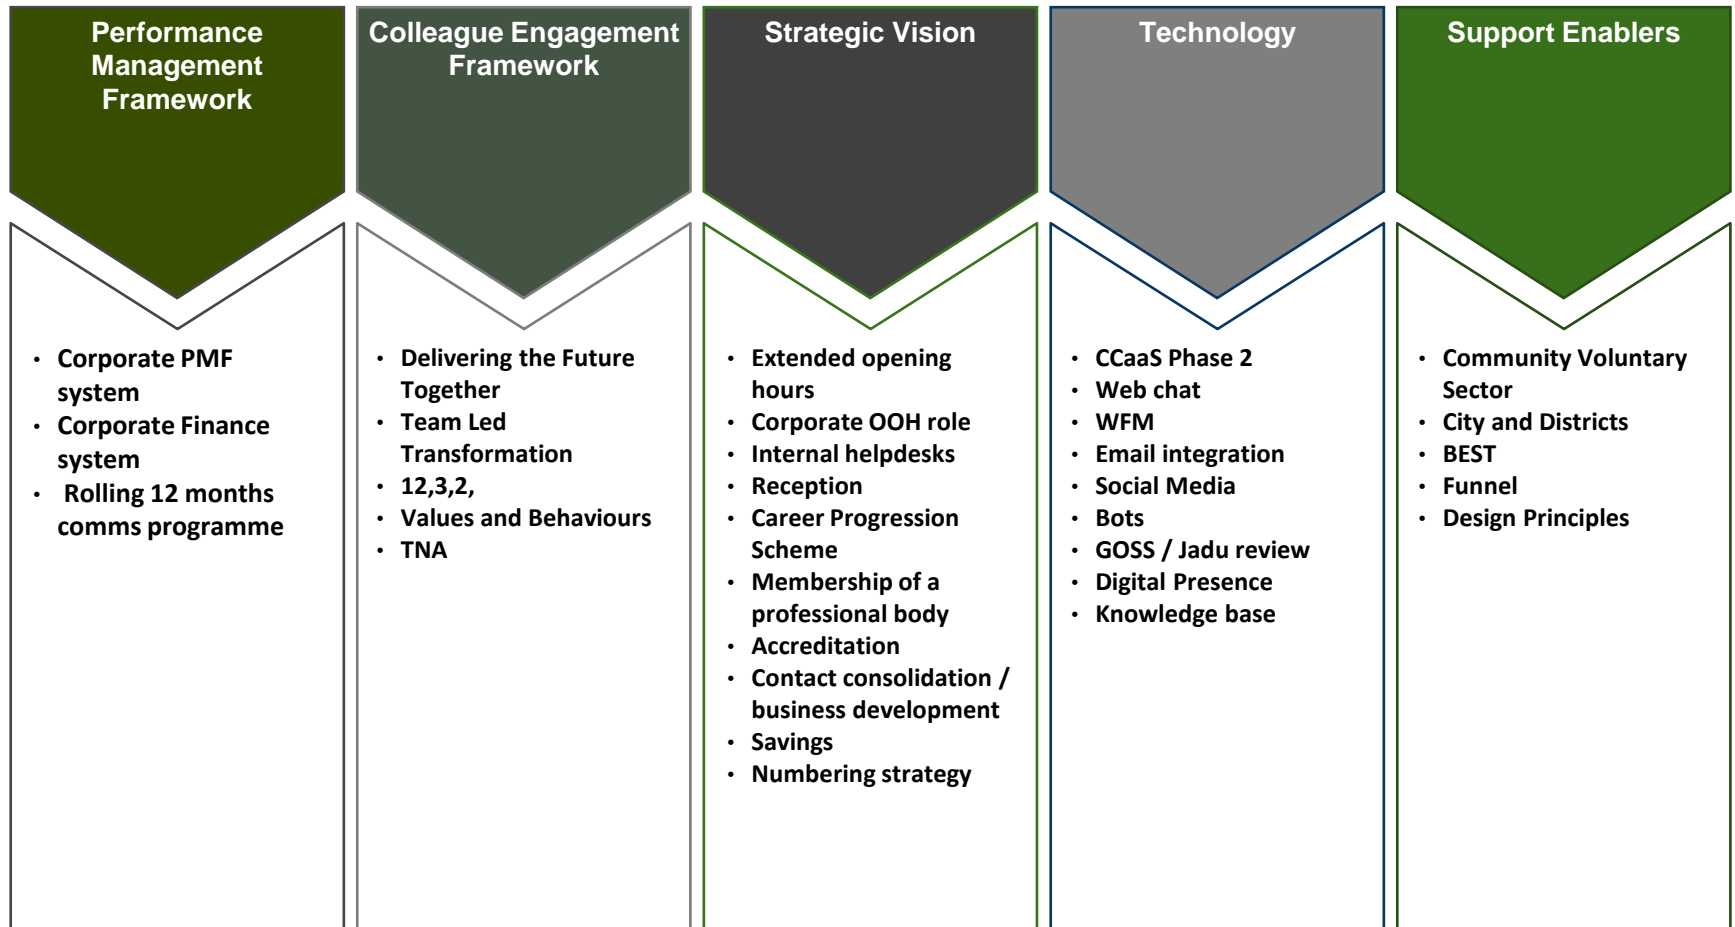 Performance
Management
Framework
• Corporate PMF
system
• Corporate Finance
system
• Rolling 12 months
comms programme
Colleague Engagement
Framework
• Delivering the Future
Together
• Team Led
Transformation
• 12,3,2,
• Values and Behaviours
• TNA
Strategic Vision
• Extended opening
hours
• Corporate OOH role
• Internal helpdesks
• Reception
• Career Progression
Scheme
• Membership of a
professional body
• Accreditation
• Contact consolidation /
business development
• Savings
• Numbering strategy
Technology
• CCaaS Phase 2
• Web chat
• WFM
• Email integration
• Social Media
• Bots
• GOSS / Jadu review
• Digital Presence
• Knowledge base
Support Enablers
• Community Voluntary
Sector
• City and Districts
• BEST
• Funnel
• Design Principles